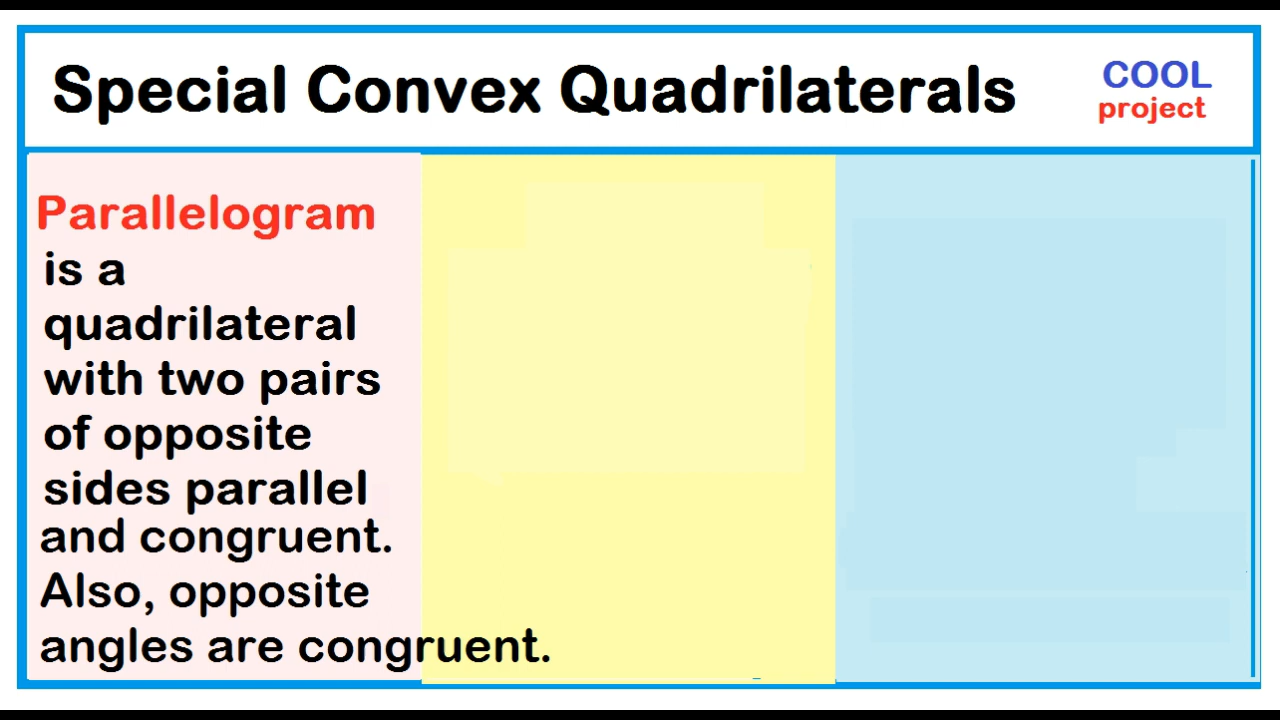 Special Convex Quadrilaterals
COOL
project
Parallelogram
is a
quadrilateral
with two pairs
of opposite
sides parallel
and congruent.
Also, opposite
angles are congruent.